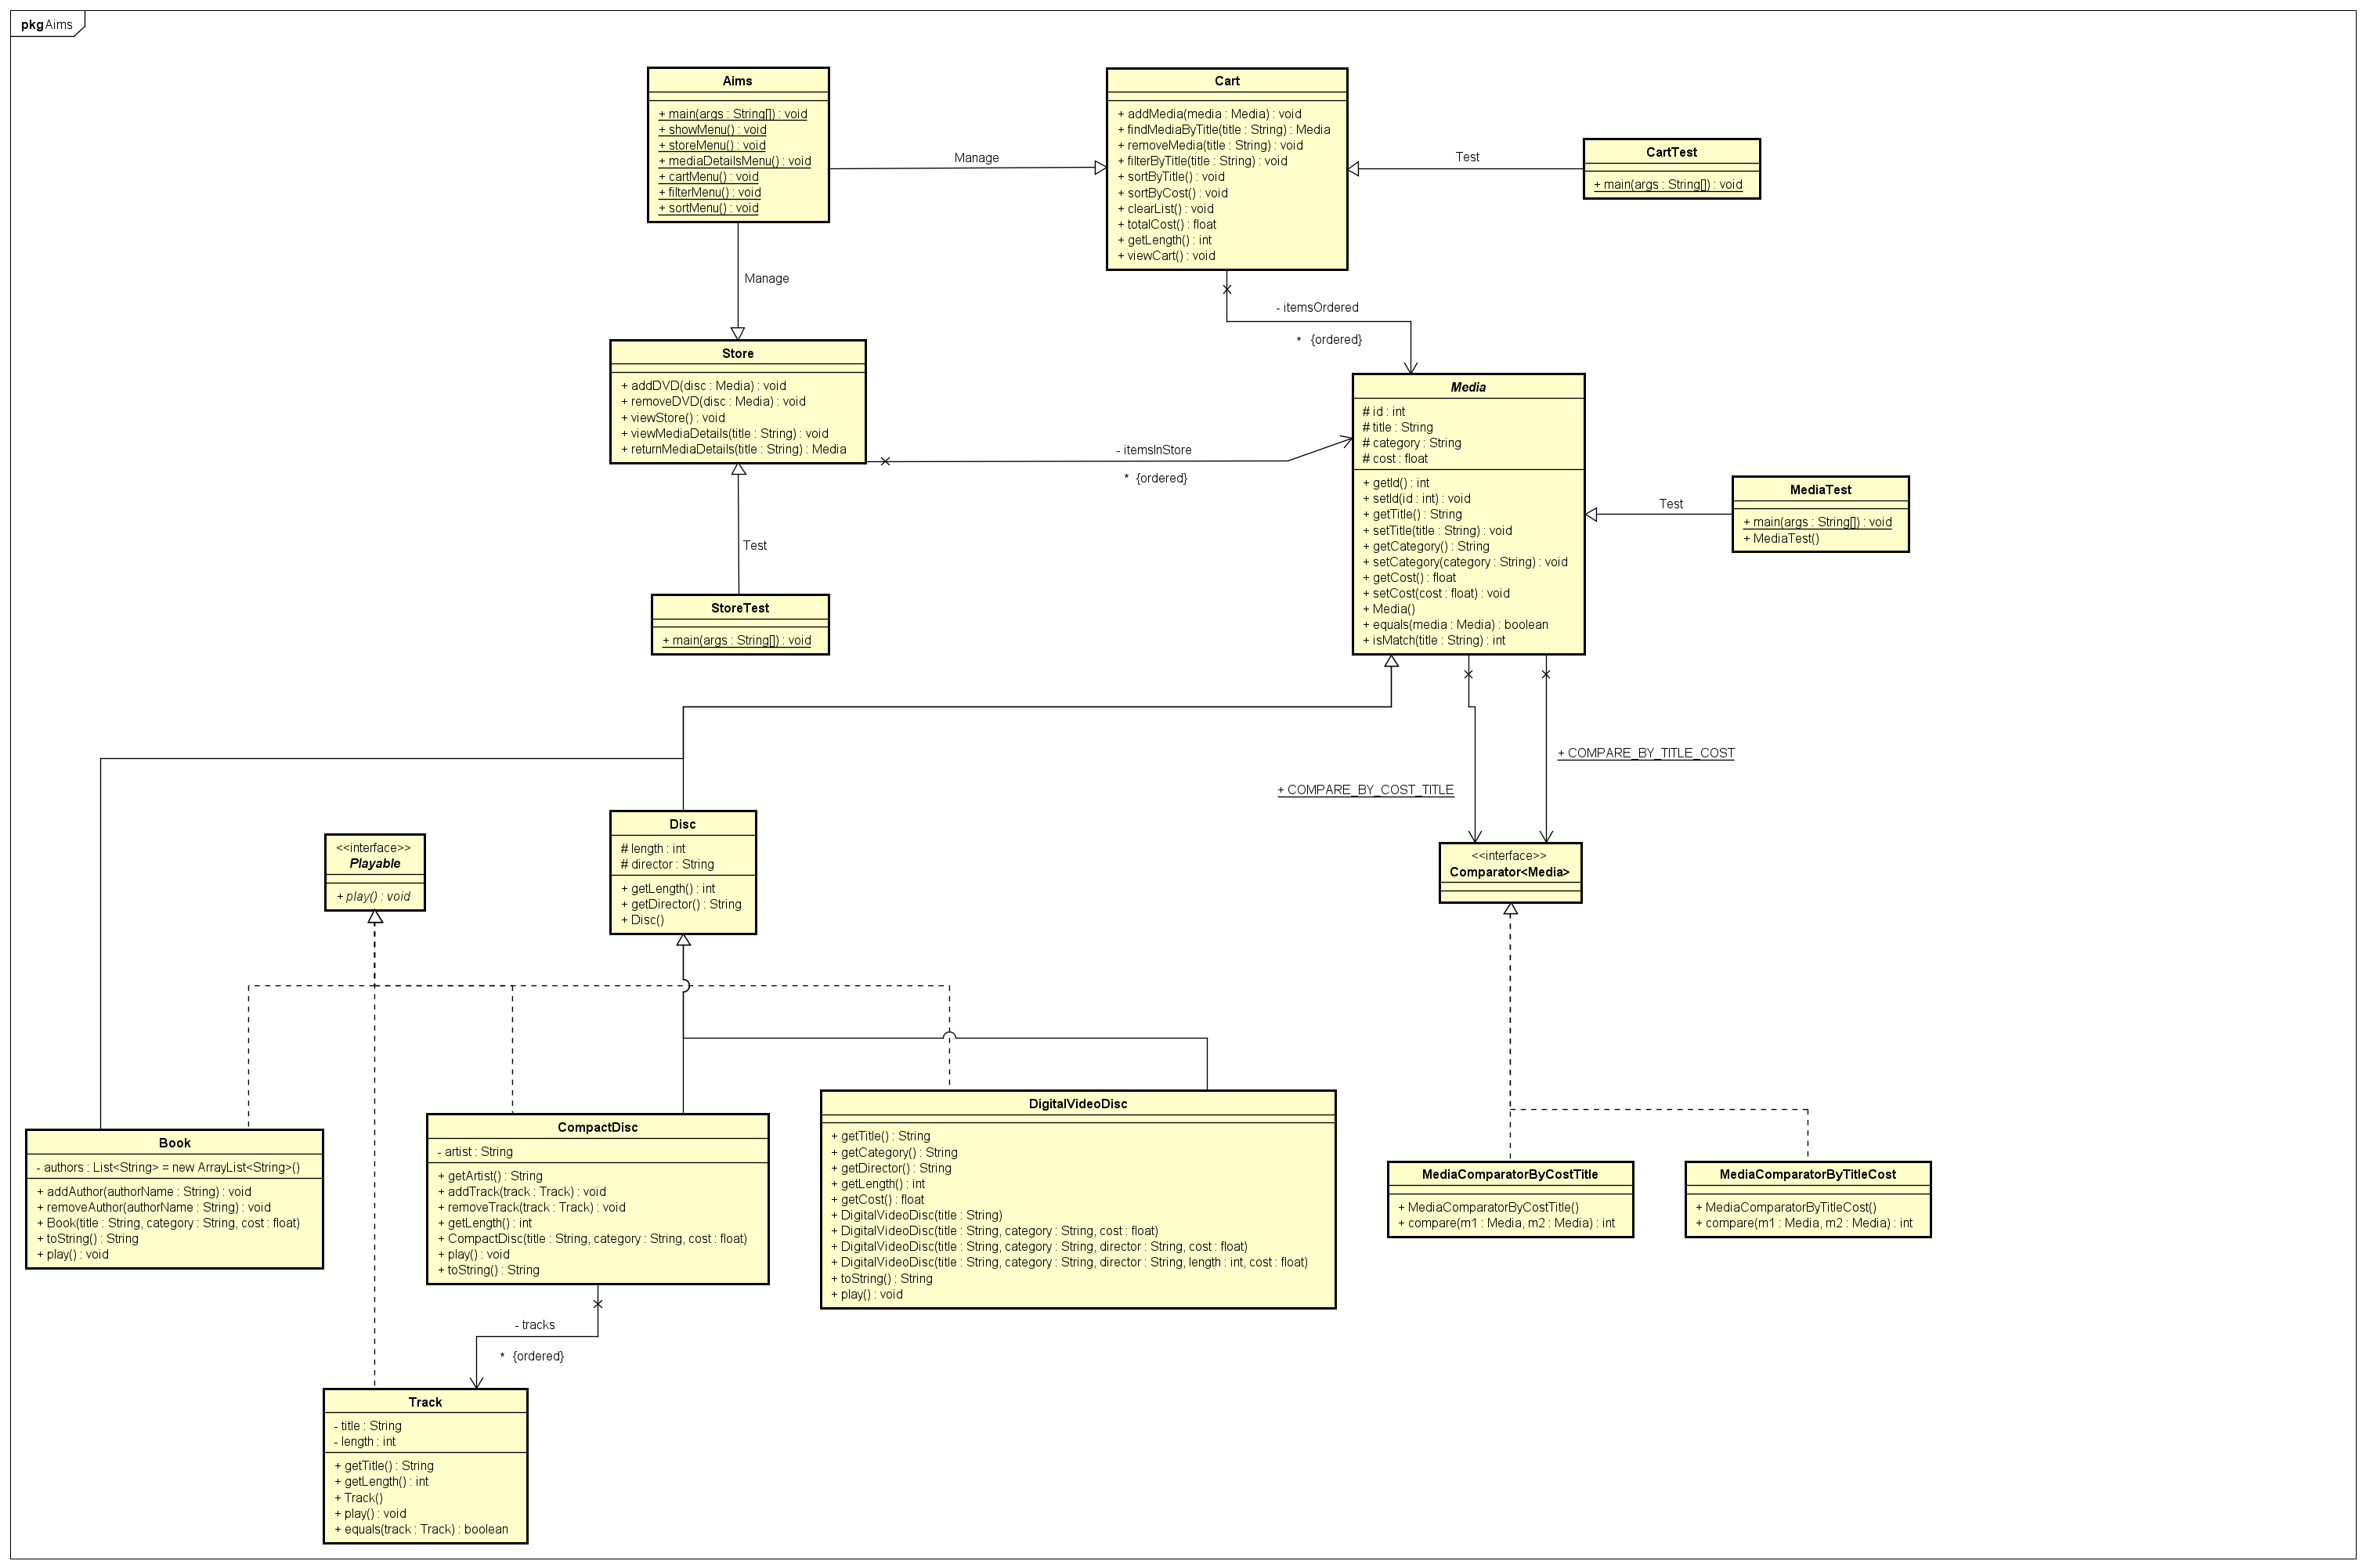 pkg Aims
Aims
+ main(args : String[]) : void
+ showMenu() : void
+ storeMenu() : void
+ mediaDetailsMenu() : void
+ cartMenu() : void
+ filterMenu() : void
+ sortMenu() : void
Manage
Cart
+ addMedia(media : Media) : void
+ findMediaByTitle(title : String) : Media
+ removeMedia(title : String) : void
+ filterByTitle(title : String) : void
+ sortByTitle() : void
+ sortByCost() : void
+ clearList() : void
+ totalCost() : float
+ getLength() : int
+ viewCart() : void
Test
CartTest
+ main(args : String[]) : void
Manage
- itemsOrdered
* {ordered}
Store
+ addDVD(disc : Media) : void
+ removeDVD(disc : Media) : void
+ viewStore() : void
+ viewMediaDetails(title : String) : void
+ returnMediaDetails(title : String) : Media
- itemsInStore
* {ordered}
Media
# id : int
# title : String
# category : String
# cost : float
+ getId() : int
+ setId(id : int) : void
+ getTitle() : String
+ setTitle(title : String) : void
+ getCategory() : String
+ setCategory(category : String) : void
+ getCost() : float
+ setCost(cost : float) : void
+ Media()
+ equals(media : Media) : boolean
+ isMatch(title : String) : int
Test
MediaTest
+ main(args : String[]) : void
+ MediaTest()
Test
StoreTest
+ main(args : String[]) : void
+ COMPARE_BY_TITLE_COST
+ COMPARE_BY_COST_TITLE
Disc
# length : int
# director : String
+ getLength() : int
+ getDirector() : String
+ Disc()
<<interface>>
Playable
+ play() : void
<<interface>>
Comparator<Media>
Book
- authors : List<String> = new ArrayList<String>()
+ addAuthor(authorName : String) : void
+ removeAuthor(authorName : String) : void
+ Book(title : String, category : String, cost : float)
+ toString() : String
+ play() : void
CompactDisc
- artist : String
+ getArtist() : String
+ addTrack(track : Track) : void
+ removeTrack(track : Track) : void
+ getLength() : int
+ CompactDisc(title : String, category : String, cost : float)
+ play() : void
+ toString() : String
DigitalVideoDisc
+ getTitle() : String
+ getCategory() : String
+ getDirector() : String
+ getLength() : int
+ getCost() : float
+ DigitalVideoDisc(title : String)
+ DigitalVideoDisc(title : String, category : String, cost : float)
+ DigitalVideoDisc(title : String, category : String, director : String, cost : float)
+ DigitalVideoDisc(title : String, category : String, director : String, length : int, cost : float)
+ toString() : String
+ play() : void
MediaComparatorByCostTitle
+ MediaComparatorByCostTitle()
+ compare(m1 : Media, m2 : Media) : int
MediaComparatorByTitleCost
+ MediaComparatorByTitleCost()
+ compare(m1 : Media, m2 : Media) : int
- tracks
* {ordered}
Track
- title : String
- length : int
+ getTitle() : String
+ getLength() : int
+ Track()
+ play() : void
+ equals(track : Track) : boolean